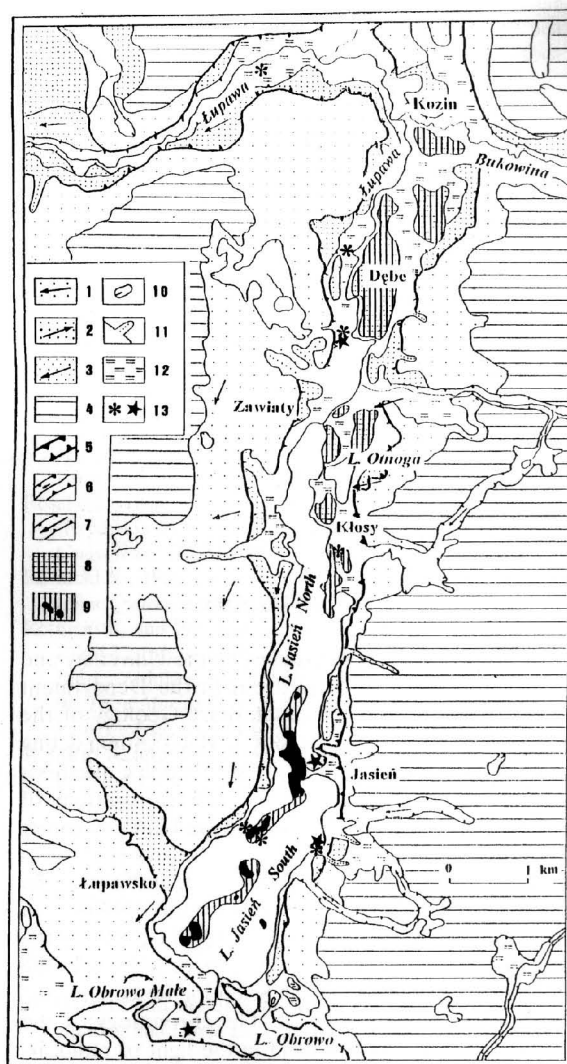 Łupawa
Kozin
Łupawa
Bukowina
Dębe
1 10
2 11
3 12
4 13
5
6
7
8
9
Zawiaty
L. Otnoga
Kłosy
L. Jasień North
Jasień
0 km
Łupawsko
L. Jasień South
L. Obrowo Małe
L. Obrowo